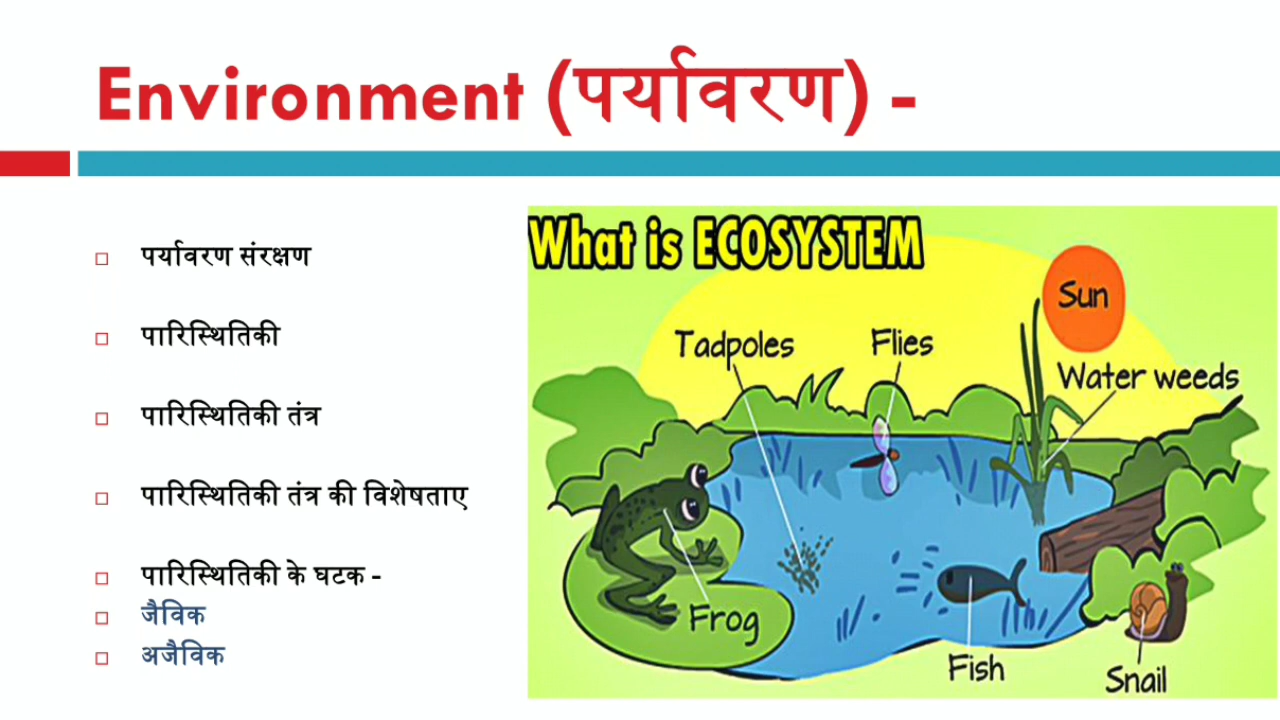 Environment (पर्यावरण) -
पर्यावरण संरक्षण
पारिस्थितिकी
पारिस्थितिकी तंत्र
पारिस्थितिकी तंत्र की विशेषताए
पारिस्थितिकी के घटक -
जैविक
अजैविक
What is ECOSYSTEM
Sun
Tadpoles
Flies
Water weeds
Frog
Fish
Snail